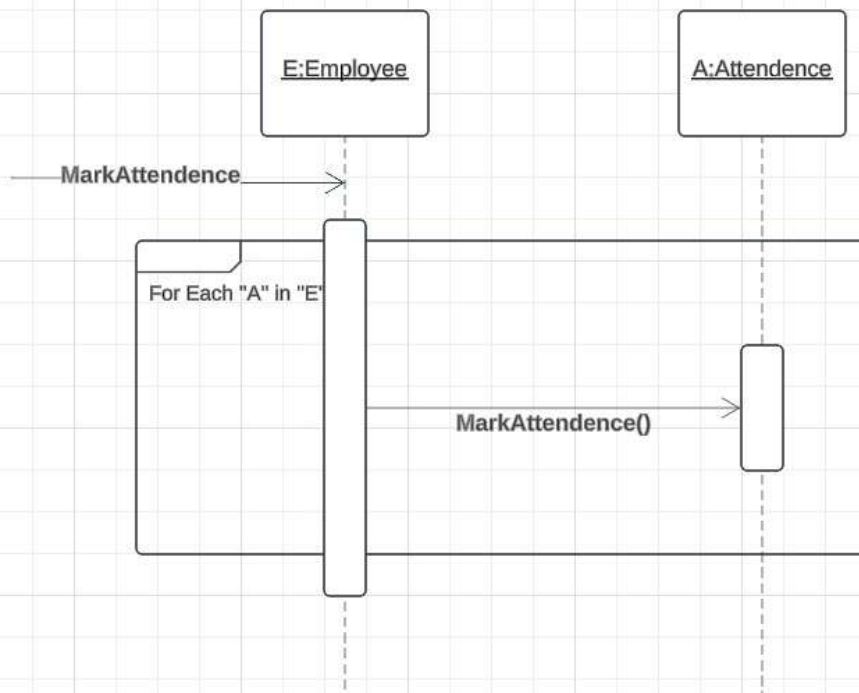 E:Employee
A:Attendence
MarkAttendence
For Each "A" in "E"
MarkAttendence()